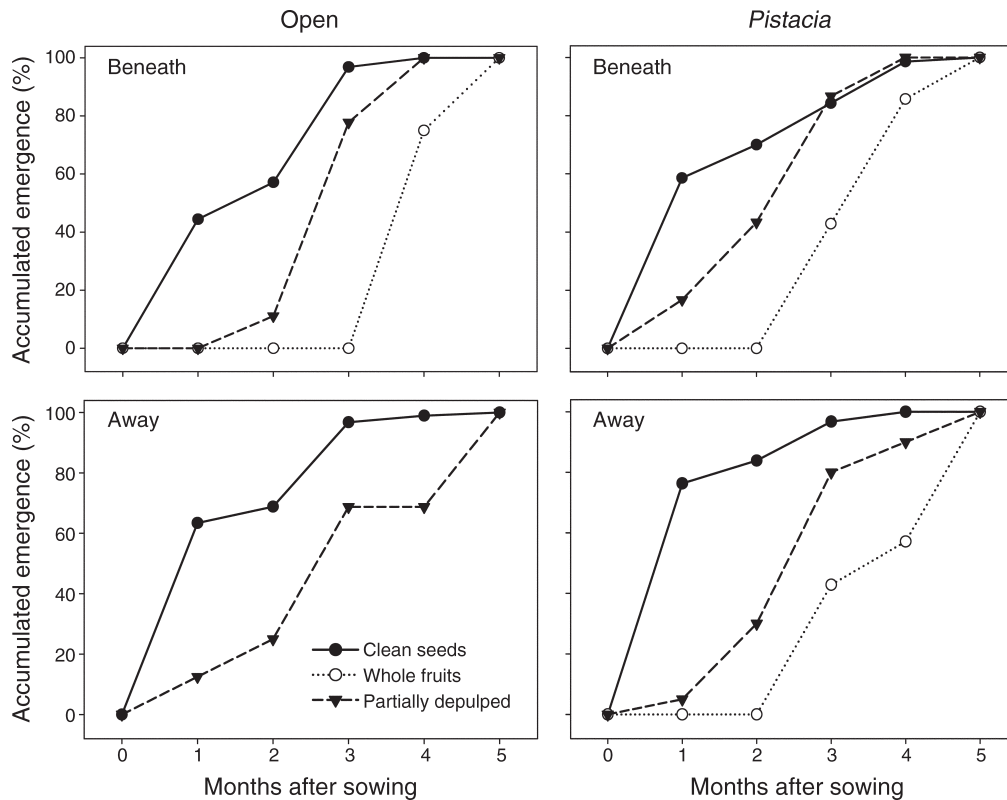 Open
Pistacia
Accumulated emergence (%)
100
80
60
40
20
0
Beneath
Beneath
Accumulated emergence (%)
100
80
60
40
20
0
Away
Clean seeds
Whole fruits
Partially depulped
Away
0 1 2 3 4 5
0 1 2 3 4 5
Months after sowing
Months after sowing